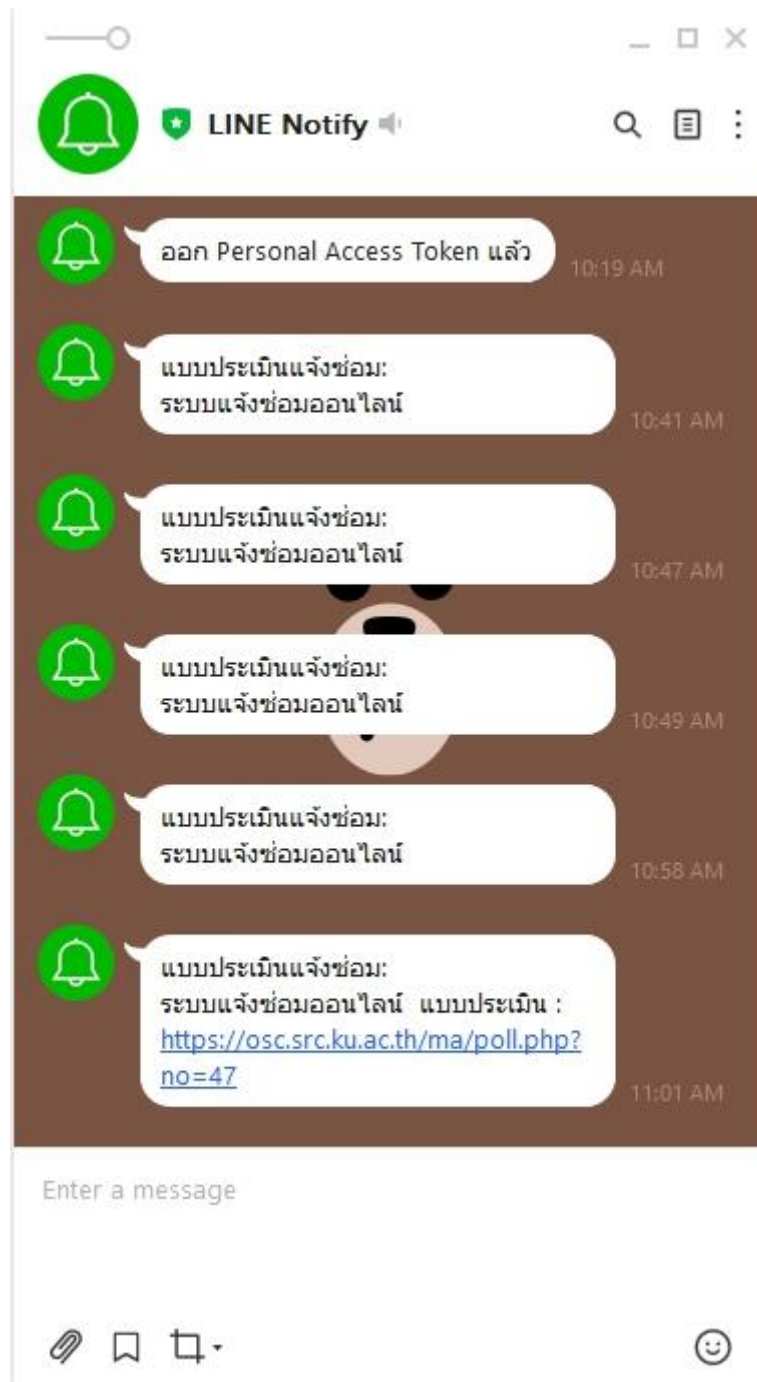 LINE Notify
ออก Personal Access Token แล้ว
10:19 AM
แบบประเมินแจ้งซ่อม:
ระบบแจ้งซ่อมออนไลน์
10:41 AM
แบบประเมินแจ้งซ่อม:
ระบบแจ้งซ่อมออนไลน์
10:47 AM
แบบประเมินแจ้งซ่อม:
ระบบแจ้งซ่อมออนไลน์
10:49 AM
แบบประเมินแจ้งซ่อม:
ระบบแจ้งซ่อมออนไลน์
10:58 AM
แบบประเมินแจ้งซ่อม:
ระบบแจ้งซ่อมออนไลน์ แบบประเมิน :
https://osc.src.ku.ac.th/ma/poll.php?
no=47
11:01 AM
Enter a message